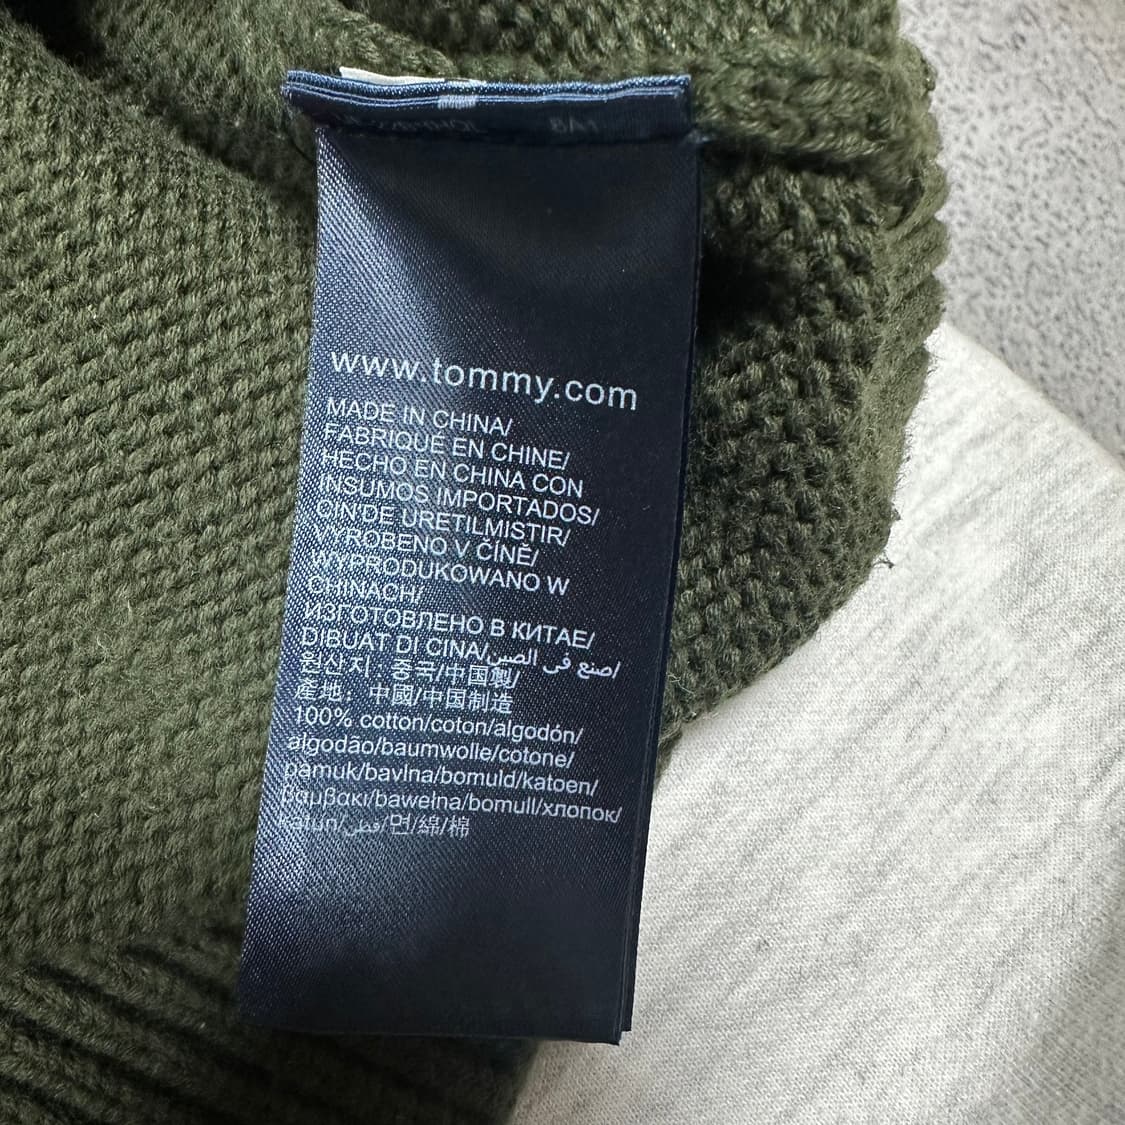 www.tommy.com
MADE IN CHINA/
FABRIQUÉ EN CHINE/
HECHO EN CHINA CON
INSUMOS IMPORTADOS/
ÇIN'DE URETILMISTIR/
VYROBENO V ČÍNĚ/
WYPRODUKOWANO W
CHINACH/
ИЗГОТОВЛЕНО В КИТАЕ/
DIBUAT DI CINA/صنع في الصين/
원산지: 중국/中国製/
產地: 中國/中国制造
100% cotton/coton/algodón/
algodão/baumwolle/cotone/
pamuk/bavlna/bomuld/katoen/
βαμβακι/bawełna/bomull/хлопок/
katun/قطن/면/綿/棉